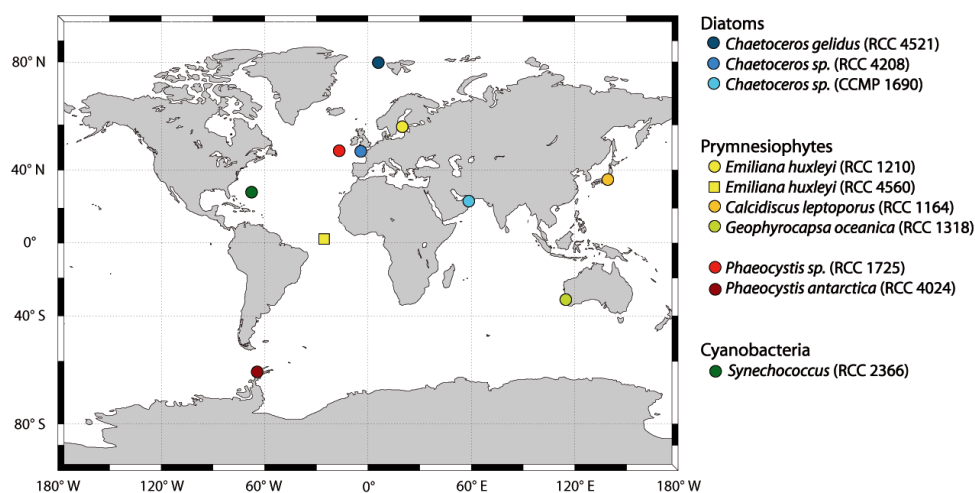 80° N
40° N
0°
40° S
80° S
180° W
120° W
60° W
0°
60° E
120° E
180° W
Diatoms
Chaetoceros gelidus (RCC 4521)
Chaetoceros sp. (RCC 4208)
Chaetoceros sp. (CCMP 1690)
Prymnesiophytes
Emiliana huxleyi (RCC 1210)
Emiliana huxleyi (RCC 4560)
Calcidiscus leptoporus (RCC 1164)
Geophyrocapsa oceanica (RCC 1318)
Phaeocystis sp. (RCC 1725)
Phaeocystis antarctica (RCC 4024)
Cyanobacteria
Synechococcus (RCC 2366)